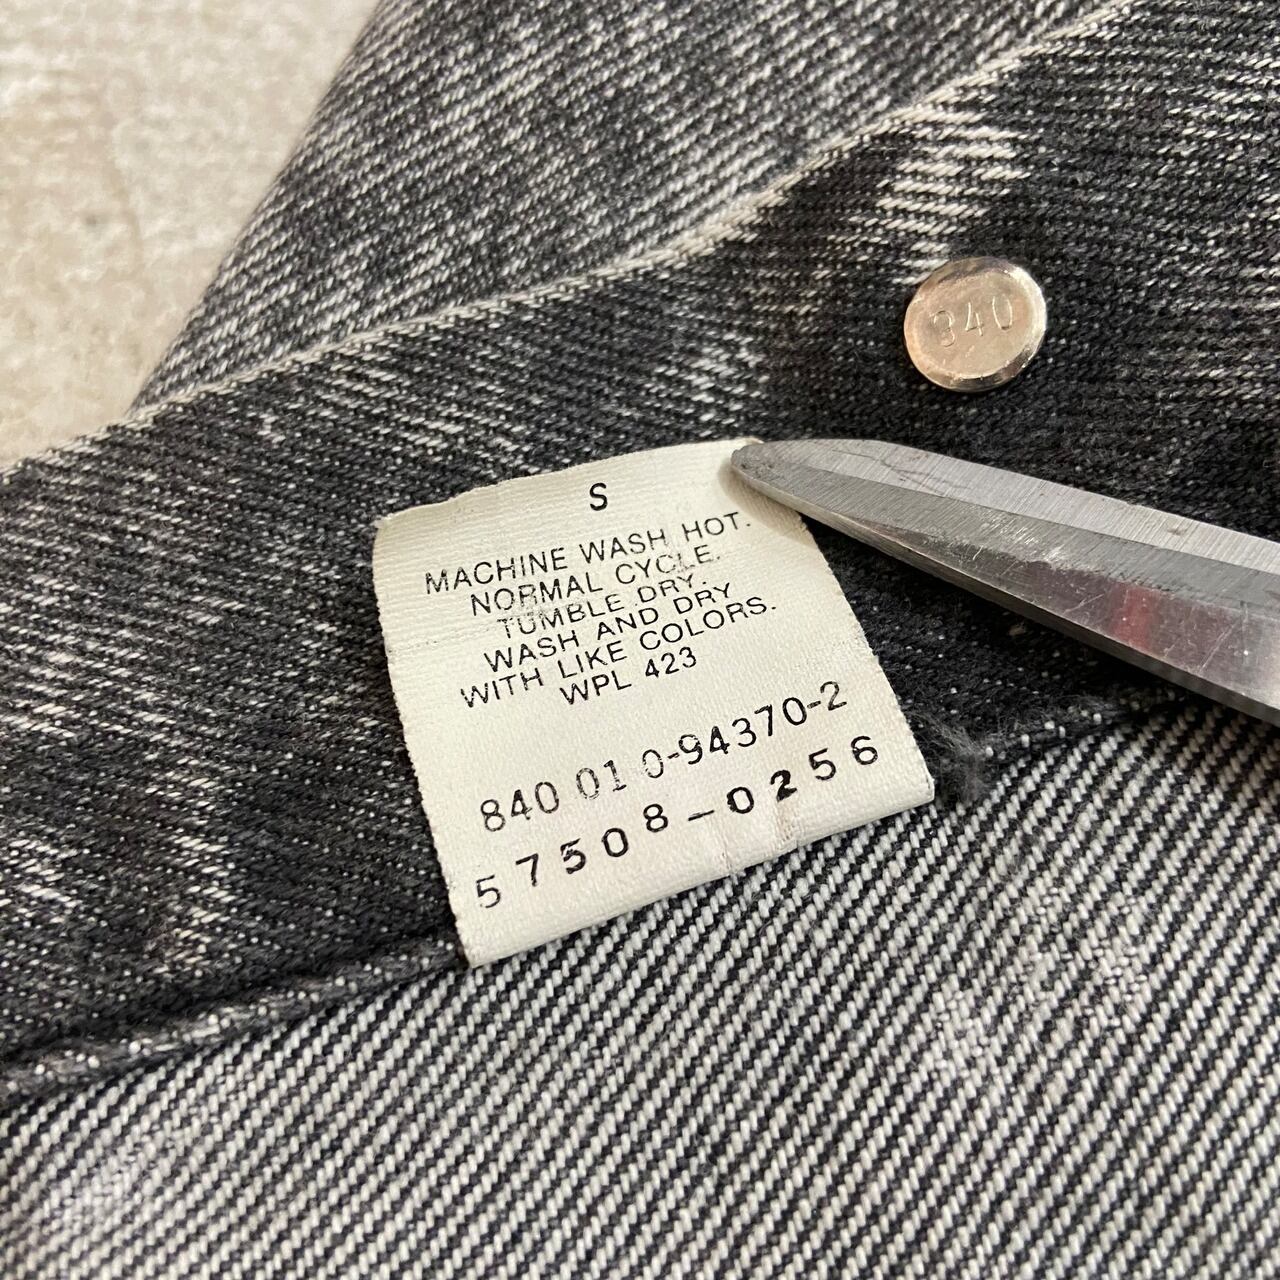 840
S
MACHINE WASH HOT.
NORMAL CYCLE.
TUMBLE DRY.
WASH AND DRY
WITH LIKE COLORS.
WPL 423
840 01 0-94370-2
57508-0256